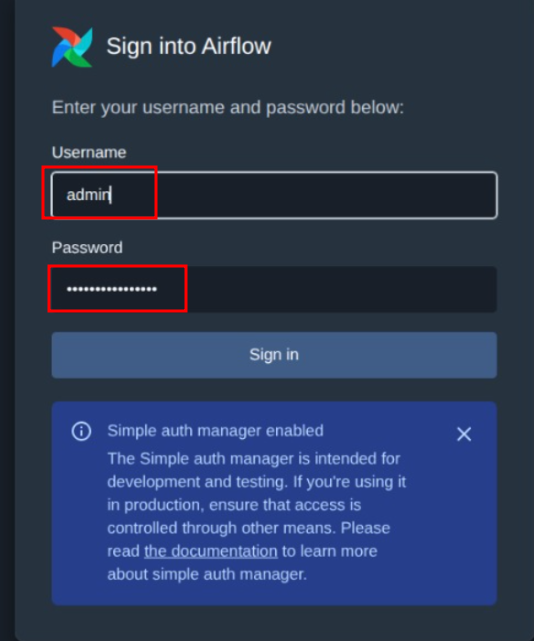 Sign into Airflow
Enter your username and password below:
Username
admin
Password
••••••••••••••••
Sign in
Simple auth manager enabled
The Simple auth manager is intended for
development and testing. If you're using it
in production, ensure that access is
controlled through other means. Please
read the documentation to learn more
about simple auth manager.